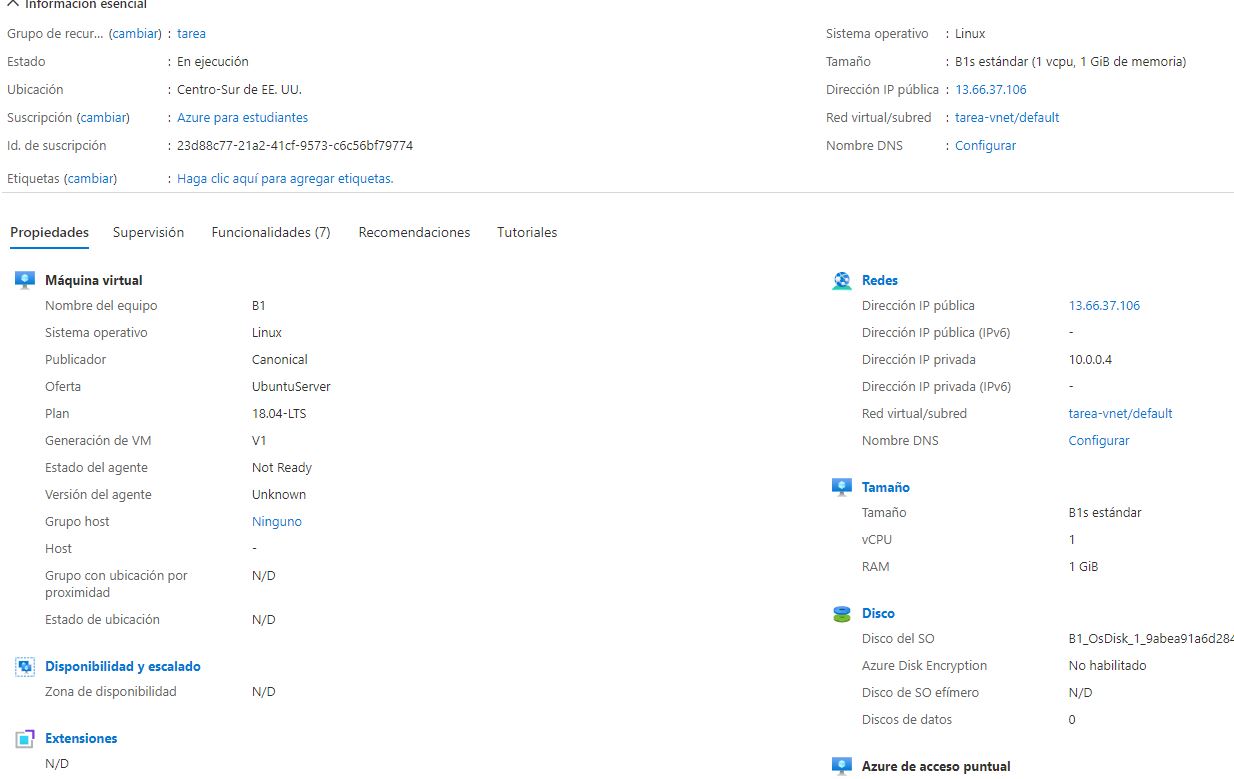 Información esencial
Grupo de recur... (cambiar) : tarea
Estado : En ejecución
Ubicación : Centro-Sur de EE. UU.
Suscripción (cambiar) : Azure para estudiantes
Id. de suscripción : 23d88c77-21a2-41cf-9573-c6c56bf79774
Etiquetas (cambiar) : Haga clic aquí para agregar etiquetas.
Sistema operativo : Linux
Tamaño : B1s estándar (1 vcpu, 1 GiB de memoria)
Dirección IP pública : 13.66.37.106
Red virtual/subred : tarea-vnet/default
Nombre DNS : Configurar
Propiedades Supervisión Funcionalidades (7) Recomendaciones Tutoriales
Máquina virtual
Nombre del equipo B1
Sistema operativo Linux
Publicador Canonical
Oferta UbuntuServer
Plan 18.04-LTS
Generación de VM V1
Estado del agente Not Ready
Versión del agente Unknown
Grupo host Ninguno
Host -
Grupo con ubicación por N/D
proximidad
Estado de ubicación N/D
Disponibilidad y escalado
Zona de disponibilidad N/D
Extensiones
N/D
Redes
Dirección IP pública 13.66.37.106
Dirección IP pública (IPv6) -
Dirección IP privada 10.0.0.4
Dirección IP privada (IPv6) -
Red virtual/subred tarea-vnet/default
Nombre DNS Configurar
Tamaño
Tamaño B1s estándar
vCPU 1
RAM 1 GiB
Disco
Disco del SO B1_OsDisk_1_9abea91a6d284
Azure Disk Encryption No habilitado
Disco de SO efímero N/D
Discos de datos 0
Azure de acceso puntual